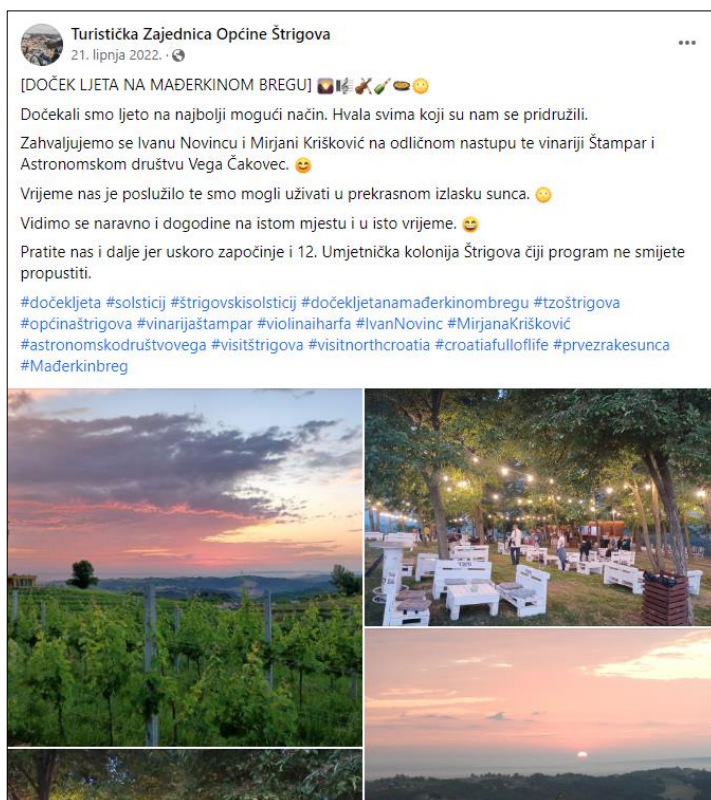 Turistička Zajednica Općine Štrigova
21. lipnja 2022. ·
[DOČEK LJETA NA MAĐERKINOM BREGU] 🌄🎼🎻🍾🥘🌝
Dočekali smo ljeto na najbolji mogući način. Hvala svima koji su nam se pridružili.
Zahvaljujemo se Ivanu Novincu i Mirjani Krišković na odličnom nastupu te vinariji Štampar i
Astronomskom društvu Vega Čakovec. 😊
Vrijeme nas je poslužilo te smo mogli uživati u prekrasnom izlasku sunca. 🌝
Vidimo se naravno i dogodine na istom mjestu i u isto vrijeme. 😄
Pratite nas i dalje jer uskoro započinje i 12. Umjetnička kolonija Štrigova čiji program ne smijete
propustiti.
#dočekljeta #solsticij #štrigovskisolsticij #dočekljetanamađerkinombregu #tzoštrigova
#općinaštrigova #vinarijaštampar #violinaiharfa #IvanNovinc #MirjanaKrišković
#astronomskodruštvovega #visitštrigova #visitnorthcroatia #croatiafulloflife #prvezrakesunca
#Mađerkinbreg